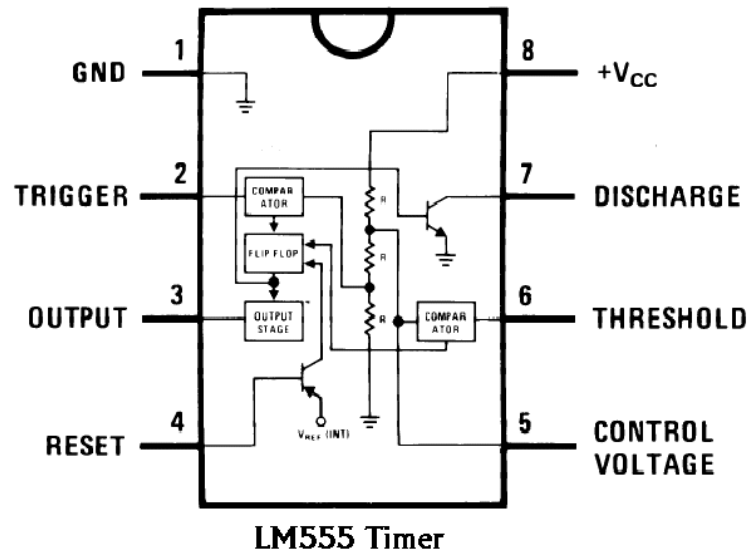 1
GND
8
+VCC
2
TRIGGER
COMPAR
ATOR
R
7
DISCHARGE
FLIP FLOP
R
3
OUTPUT
OUTPUT
STAGE
R
COMPAR
ATOR
6
THRESHOLD
4
RESET
VREF (INT)
5
CONTROL
VOLTAGE
LM555 Timer